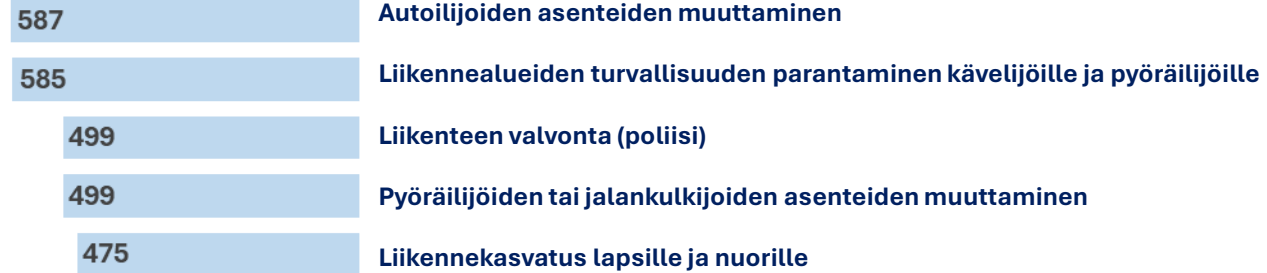 587 Autoilijoiden asenteiden muuttaminen
585 Liikennealueiden turvallisuuden parantaminen kävelijöille ja pyöräilijöille
499 Liikenteen valvonta (poliisi)
499 Pyöräilijöiden tai jalankulkijoiden asenteiden muuttaminen
475 Liikennekasvatus lapsille ja nuorille